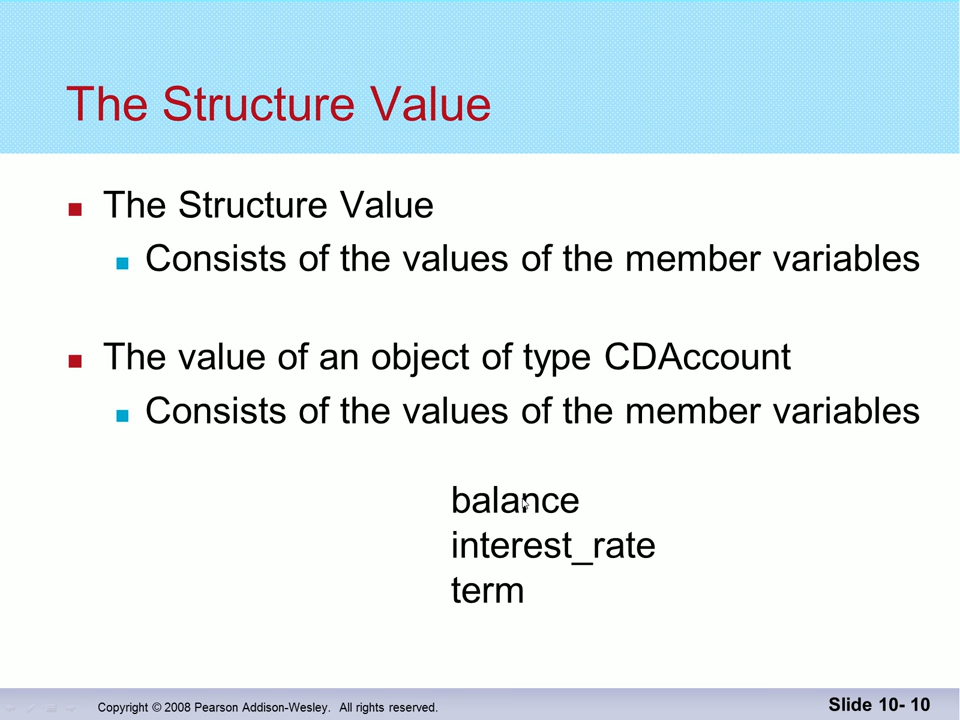 The Structure Value
The Structure Value
Consists of the values of the member variables
The value of an object of type CDAccount
Consists of the values of the member variables
balance
interest_rate
term
Copyright © 2008 Pearson Addison-Wesley. All rights reserved.
Slide 10- 10